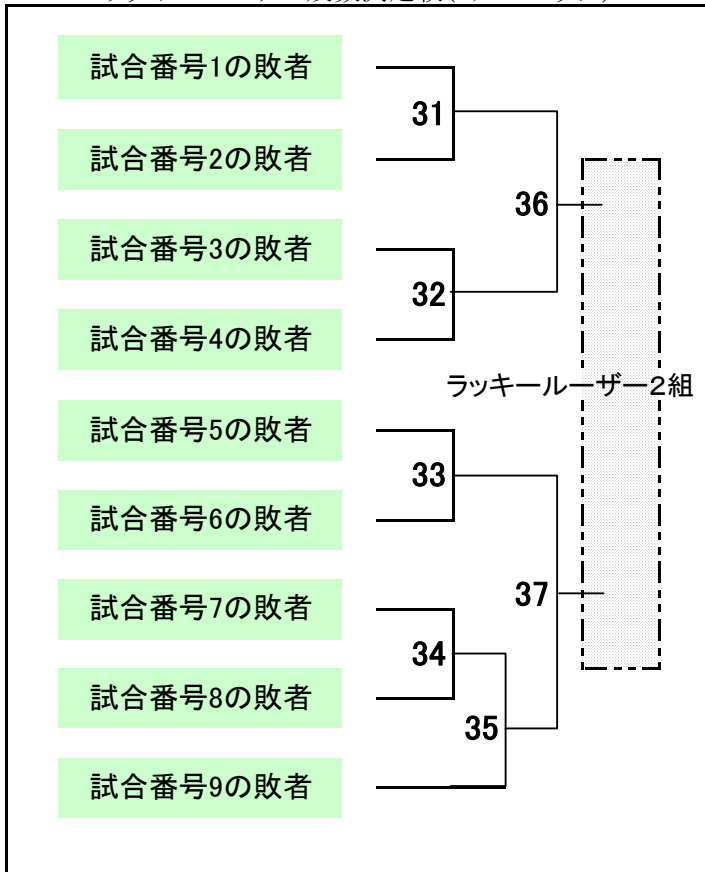 試合番号1の敗者
31
試合番号2の敗者
36
試合番号3の敗者
32
試合番号4の敗者
ラッキールーザー2組
試合番号5の敗者
33
試合番号6の敗者
37
試合番号7の敗者
34
試合番号8の敗者
35
試合番号9の敗者